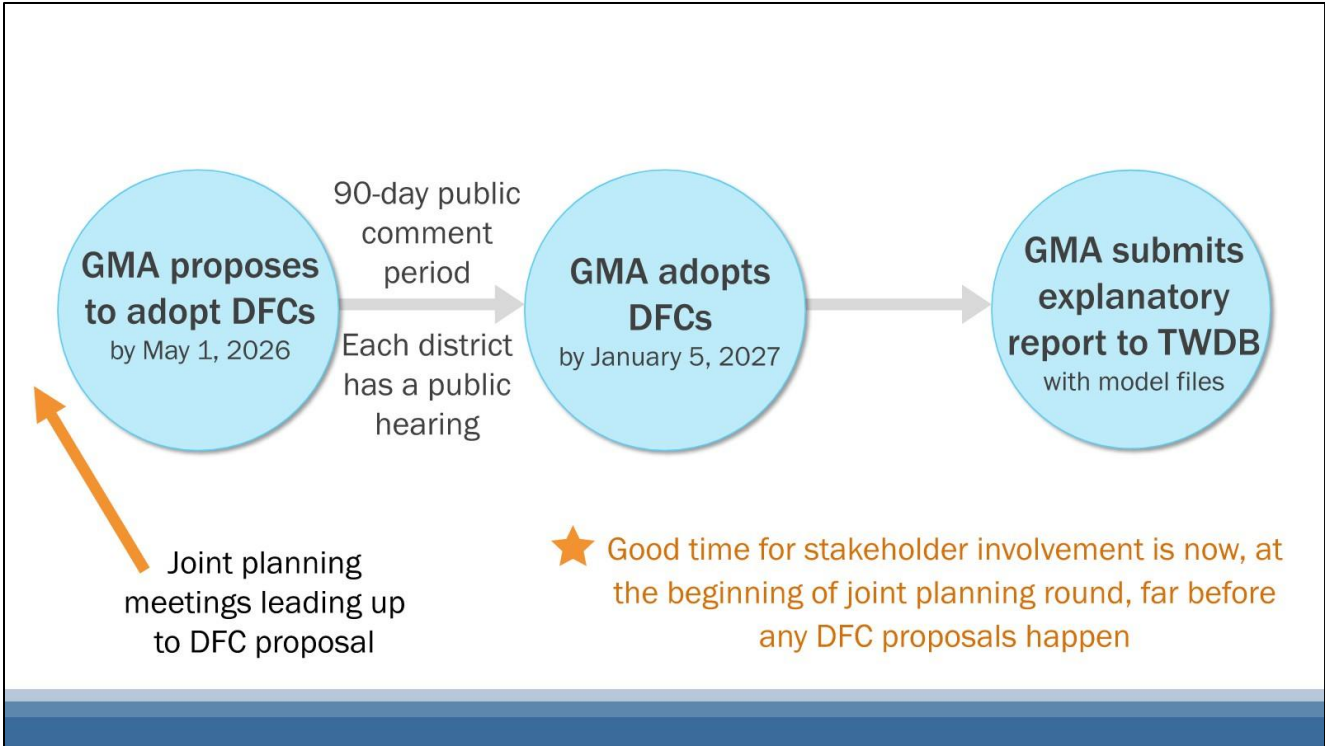 GMA proposes
to adopt DFCs
by May 1, 2026
90-day public
comment
period
Each district
has a public
hearing
GMA adopts
DFCs
by January 5, 2027
GMA submits
explanatory
report to TWDB
with model files
Joint planning
meetings leading up
to DFC proposal
Good time for stakeholder involvement is now, at
the beginning of joint planning round, far before
any DFC proposals happen